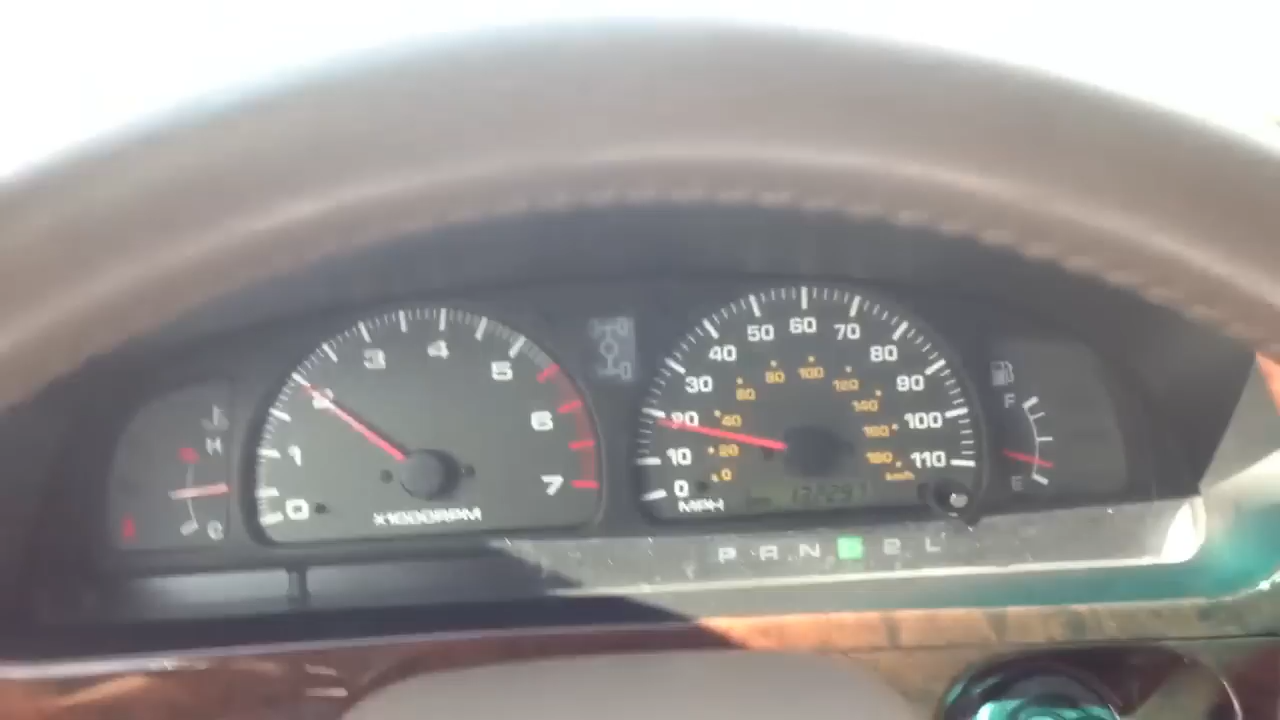 0 1 2 3 4 5 6 7
X1000RPM
H
C
0 10 20 30 40 50 60 70 80 90 100 110
MPH
0 20 40 60 80 100 120 140 160 180
km/h
F
E
P R N 2 L